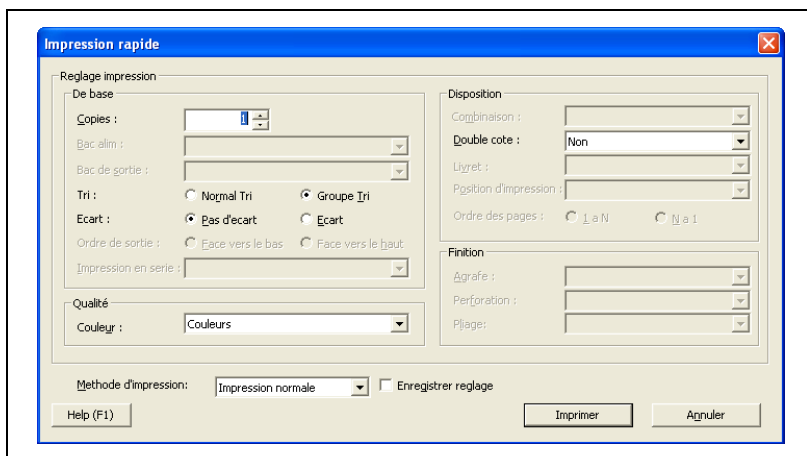 Impression rapide
Reglage impression
De base
Copies : 1
Bac alim :
Bac de sortie :
Tri : Normal Tri Groupe Tri
Ecart : Pas d'ecart Ecart
Ordre de sortie : Face vers le bas Face vers le haut
Impression en serie :
Qualité
Couleur : Couleurs
Disposition
Combinaison :
Double cote : Non
Livret :
Position d'impression :
Ordre des pages : 1 a N N a 1
Finition
Agrafe :
Perforation :
Pliage:
Methode d'impression: Impression normale Enregistrer reglage
Help (F1) Imprimer Annuler